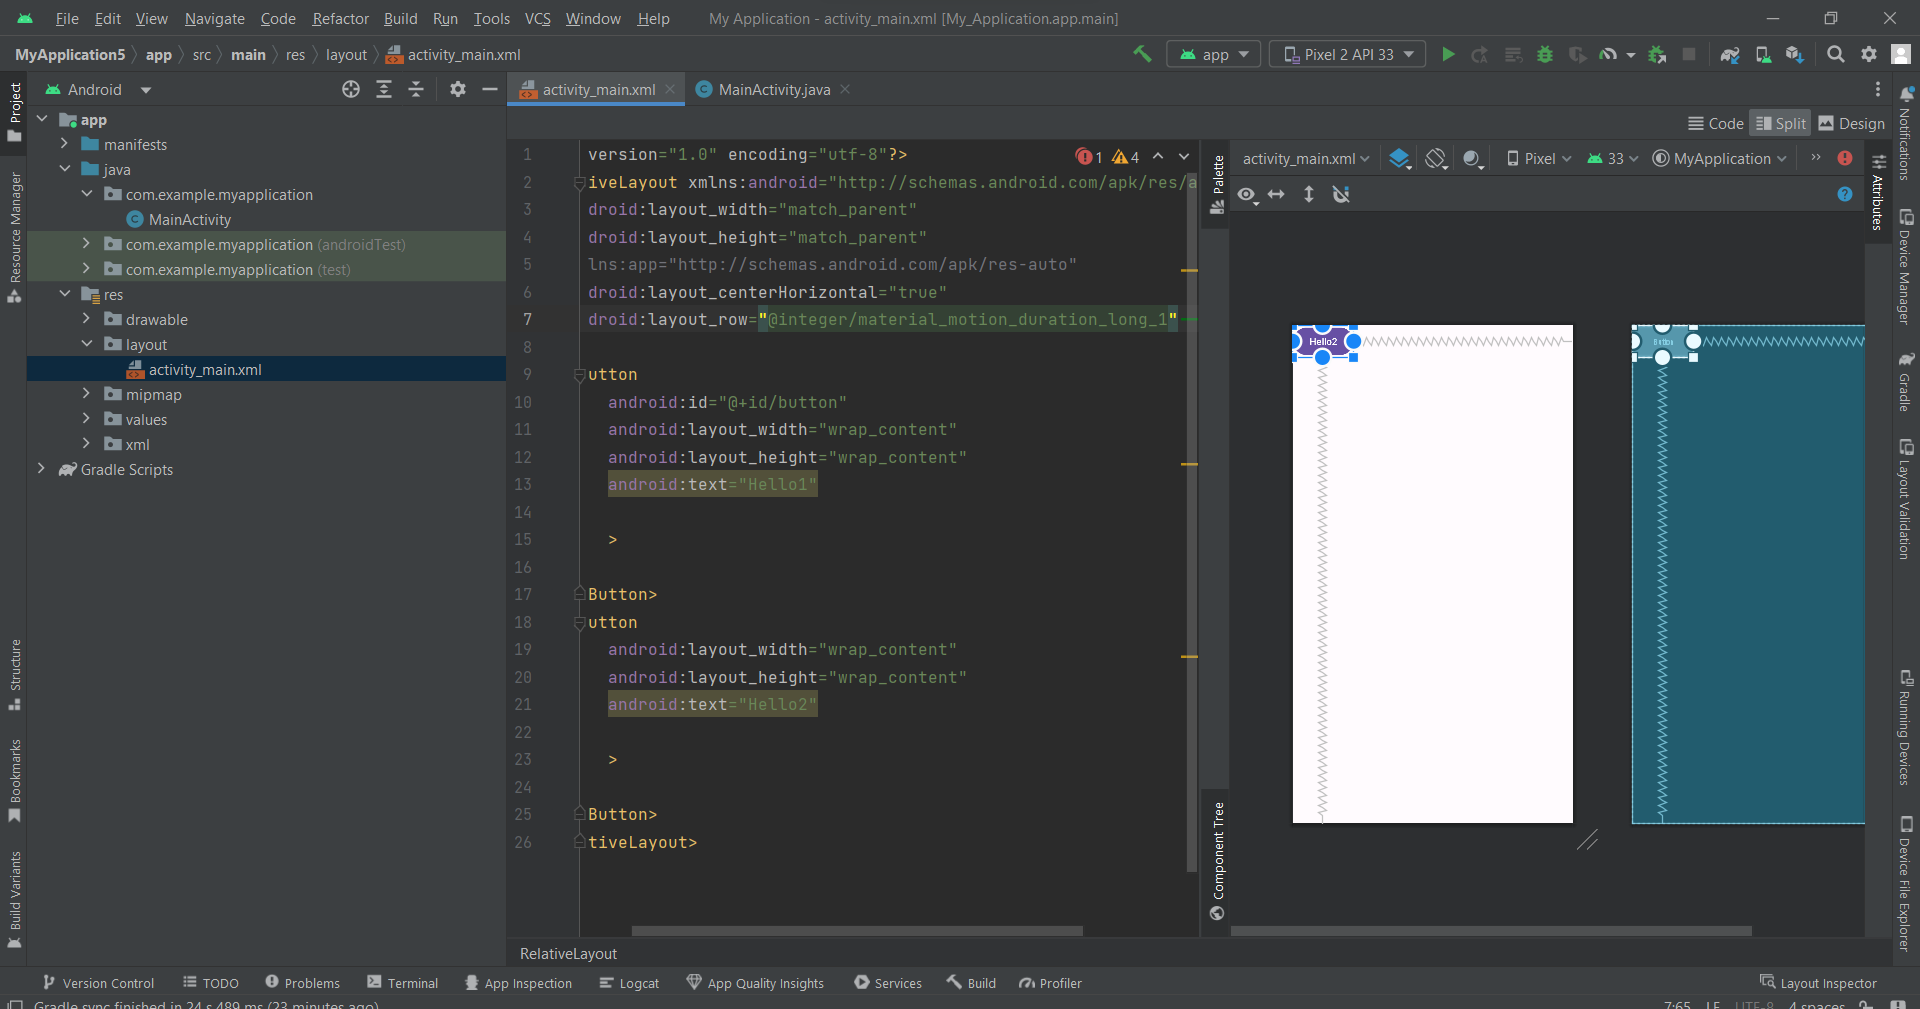 File Edit View Navigate Code Refactor Build Run Tools VCS Window Help My Application - activity_main.xml [My_Application.app.main]
MyApplication5 app src main res layout activity_main.xml app Pixel 2 API 33
Project
Android
activity_main.xml MainActivity.java
Code Split Design
app
manifests
java
com.example.myapplication
MainActivity
com.example.myapplication (androidTest)
com.example.myapplication (test)
res
drawable
layout
activity_main.xml
mipmap
values
xml
Gradle Scripts
Resource Manager
Structure
Bookmarks
Build Variants
1 version="1.0" encoding="utf-8"?> 1 4
2 iveLayout xmlns:android="http://schemas.android.com/apk/res/a
3 droid:layout_width="match_parent"
4 droid:layout_height="match_parent"
5 lns:app="http://schemas.android.com/apk/res-auto"
6 droid:layout_centerHorizontal="true"
7 droid:layout_row="@integer/material_motion_duration_long_1"
8
9 utton
10 android:id="@+id/button"
11 android:layout_width="wrap_content"
12 android:layout_height="wrap_content"
13 android:text="Hello1"
14
15 >
16
17 Button>
18 utton
19 android:layout_width="wrap_content"
20 android:layout_height="wrap_content"
21 android:text="Hello2"
22
23 >
24
25 Button>
26 tiveLayout>
RelativeLayout
Palette
Component Tree
activity_main.xml Pixel 33 MyApplication
Hello2
Button
Attributes
Notifications
Device Manager
Gradle
Layout Validation
Running Devices
Device File Explorer
Version Control TODO Problems Terminal App Inspection Logcat App Quality Insights Services Build Profiler Layout Inspector
Gradle sync finished in 24 s 489 ms (23 minutes ago) 7:65 LF UTF-8 4 spaces